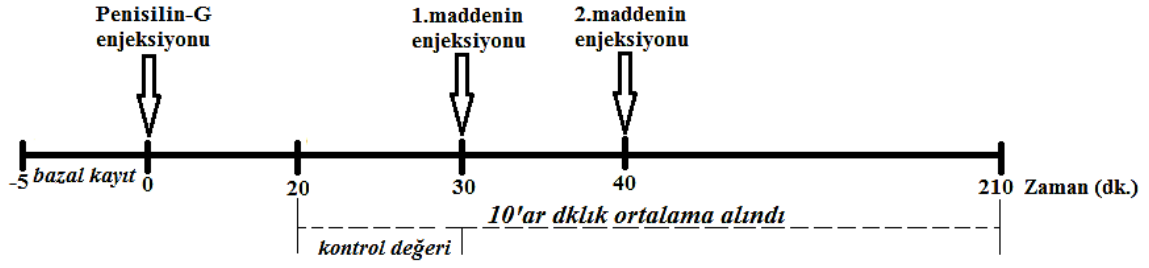 Penisilin-G
enjeksiyonu
1.maddenin
enjeksiyonu
2.maddenin
enjeksiyonu
-5 bazal kayıt 0 20 30 40 210 Zaman (dk.)
10'ar dklık ortalama alındı
kontrol değeri